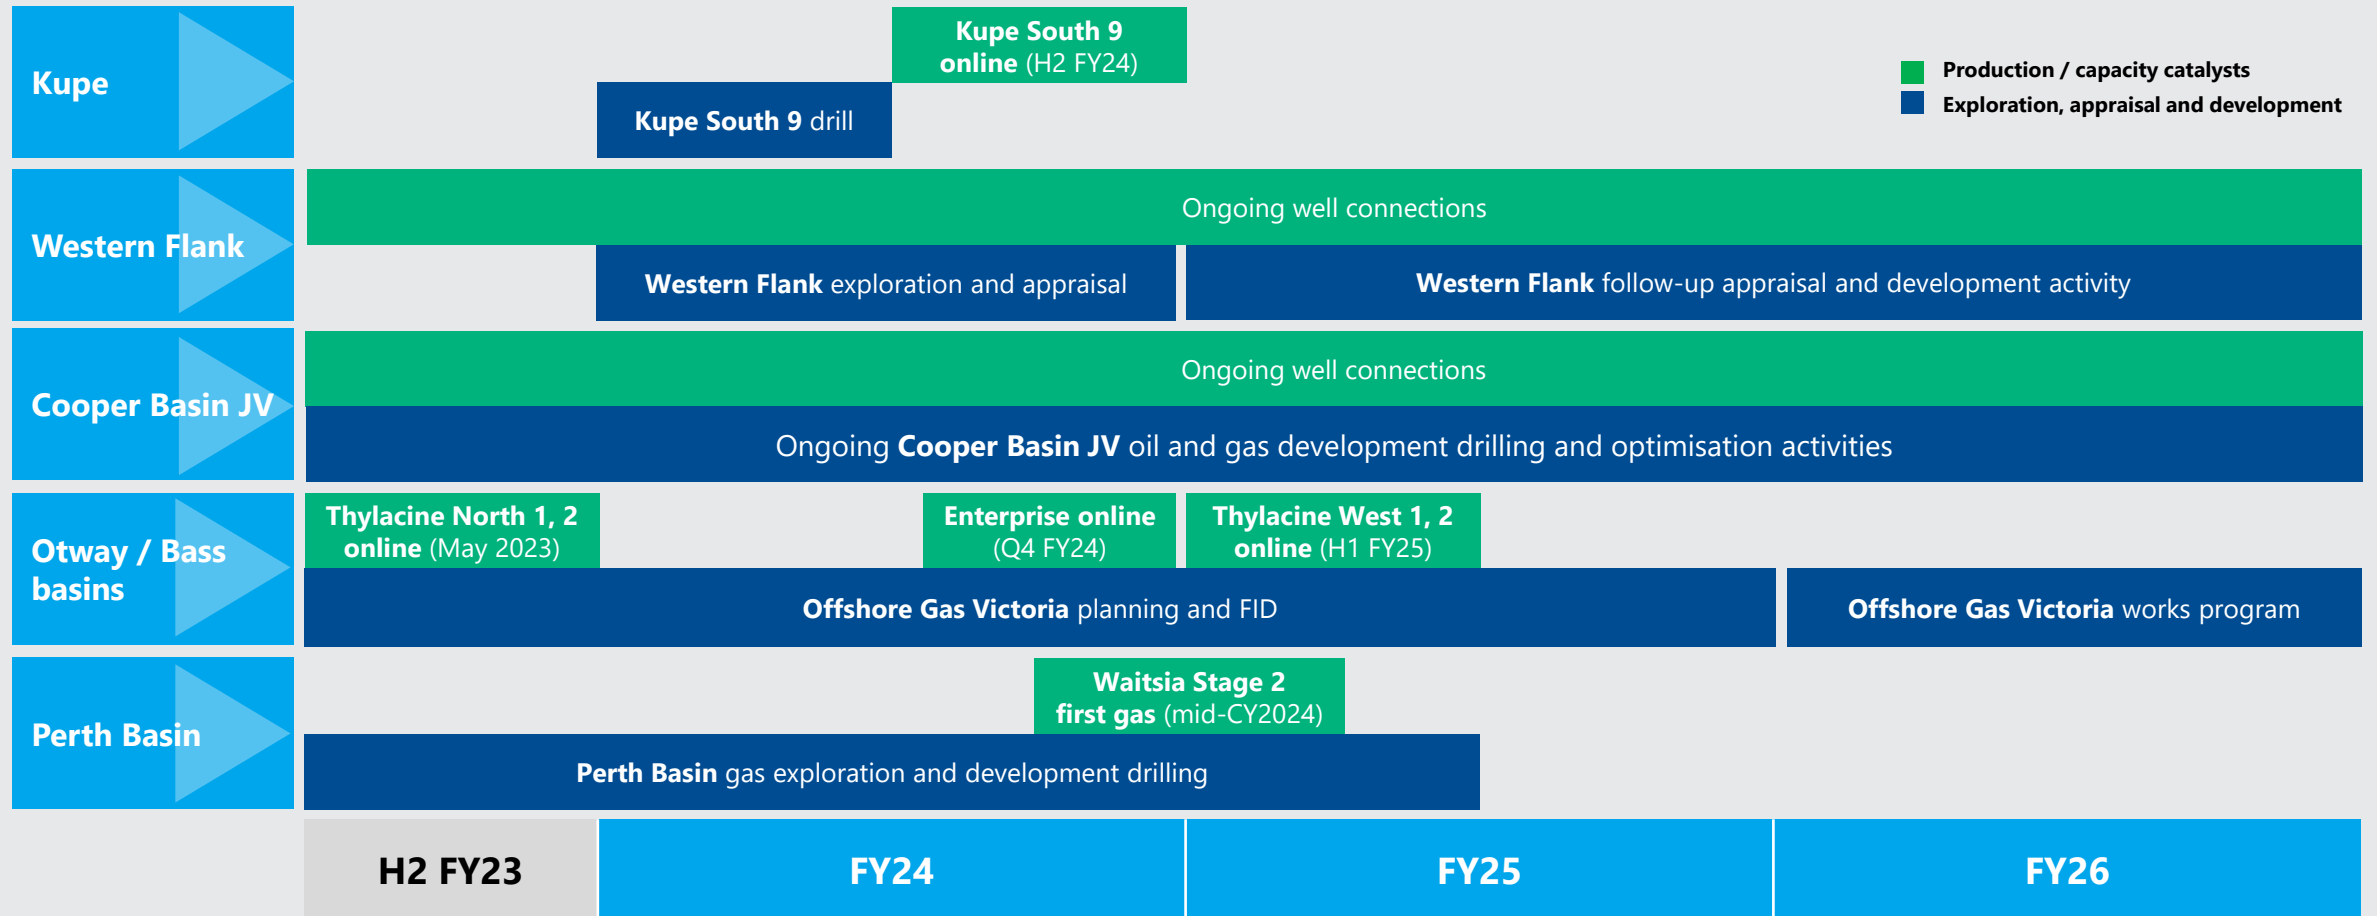 Kupe
Kupe South 9
online (H2 FY24)
Kupe South 9 drill
Production / capacity catalysts
Exploration, appraisal and development
Western Flank
Ongoing well connections
Western Flank exploration and appraisal
Western Flank follow-up appraisal and development activity
Cooper Basin JV
Ongoing well connections
Ongoing Cooper Basin JV oil and gas development drilling and optimisation activities
Otway / Bass
basins
Thylacine North 1, 2
online (May 2023)
Enterprise online
(Q4 FY24)
Thylacine West 1, 2
online (H1 FY25)
Offshore Gas Victoria planning and FID
Offshore Gas Victoria works program
Perth Basin
Waitsia Stage 2
first gas (mid-CY2024)
Perth Basin gas exploration and development drilling
H2 FY23
FY24
FY25
FY26